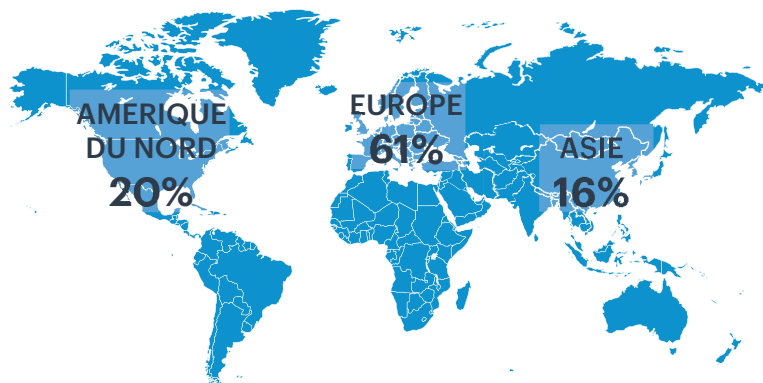 AMÉRIQUE
DU NORD
20%
EUROPE
61%
ASIE
16%